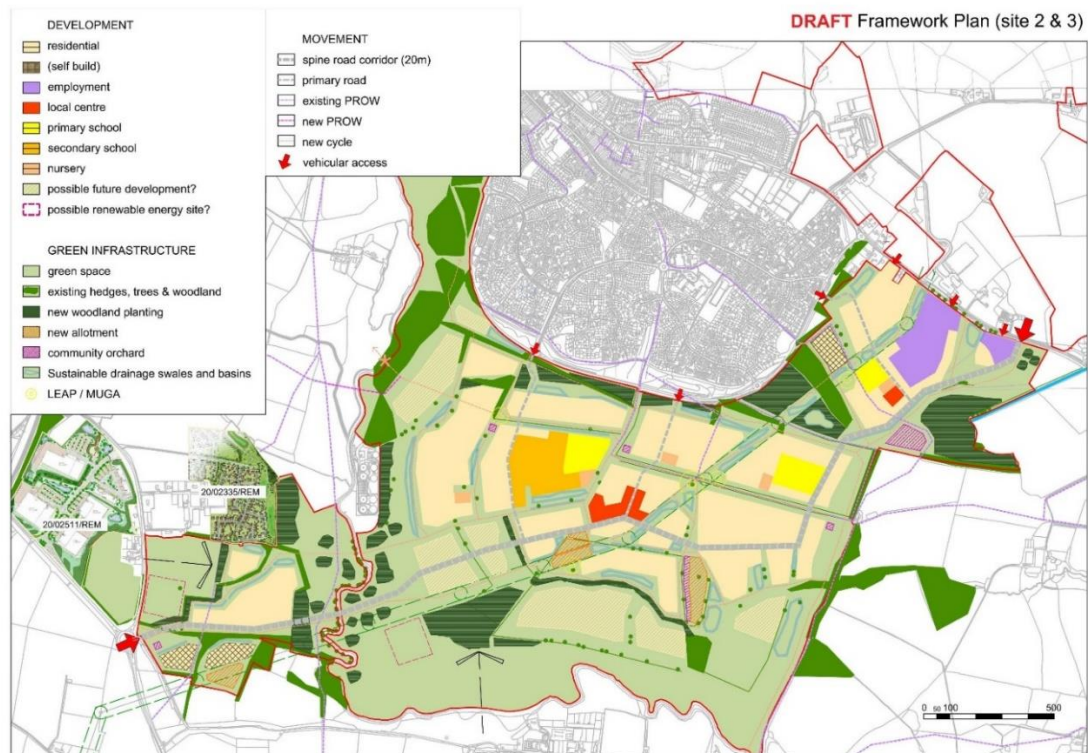 DRAFT Framework Plan (site 2 & 3)
DEVELOPMENT
residential
(self build)
employment
local centre
primary school
secondary school
nursery
possible future development?
possible renewable energy site?
GREEN INFRASTRUCTURE
green space
existing hedges, trees & woodland
new woodland planting
new allotment
community orchard
Sustainable drainage swales and basins
LEAP / MUGA
MOVEMENT
spine road corridor (20m)
primary road
existing PROW
new PROW
new cycle
vehicular access
20/02335/REM
20/02511/REM
0 50 100 500